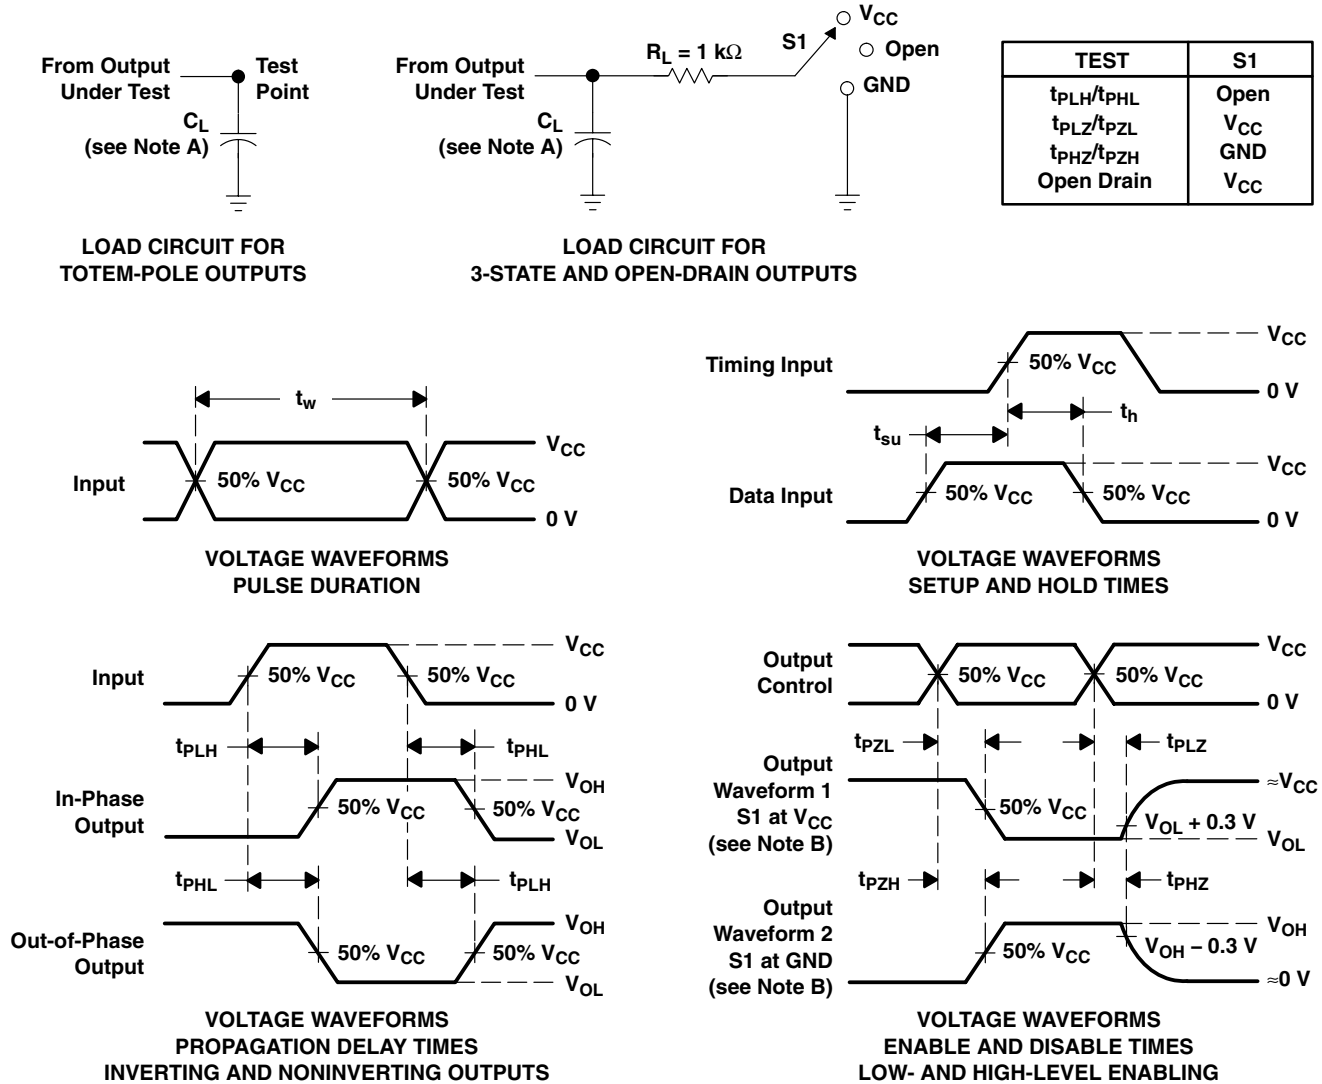 From Output
Under Test
Test
Point
CL
(see Note A)
LOAD CIRCUIT FOR
TOTEM-POLE OUTPUTS
From Output
Under Test
CL
(see Note A)
RL = 1 kΩ
S1
VCC
Open
GND
LOAD CIRCUIT FOR
3-STATE AND OPEN-DRAIN OUTPUTS
TEST S1
tPLH/tPHL Open
tPLZ/tPZL VCC
tPHZ/tPZH GND
Open Drain VCC
tw
Input
50% VCC
50% VCC
VCC
0 V
VOLTAGE WAVEFORMS
PULSE DURATION
Timing Input
50% VCC
VCC
0 V
tsu
th
Data Input
50% VCC
50% VCC
VCC
0 V
VOLTAGE WAVEFORMS
SETUP AND HOLD TIMES
Input
50% VCC
50% VCC
VCC
0 V
tPLH
tPHL
In-Phase
Output
50% VCC
50% VCC
VOH
VOL
tPHL
tPLH
Out-of-Phase
Output
50% VCC
50% VCC
VOH
VOL
VOLTAGE WAVEFORMS
PROPAGATION DELAY TIMES
INVERTING AND NONINVERTING OUTPUTS
Output
Control
50% VCC
50% VCC
VCC
0 V
tPZL
tPLZ
Output
Waveform 1
S1 at VCC
(see Note B)
50% VCC
≈VCC
VOL + 0.3 V
VOL
tPZH
tPHZ
Output
Waveform 2
S1 at GND
(see Note B)
50% VCC
VOH
VOH − 0.3 V
≈0 V
VOLTAGE WAVEFORMS
ENABLE AND DISABLE TIMES
LOW- AND HIGH-LEVEL ENABLING